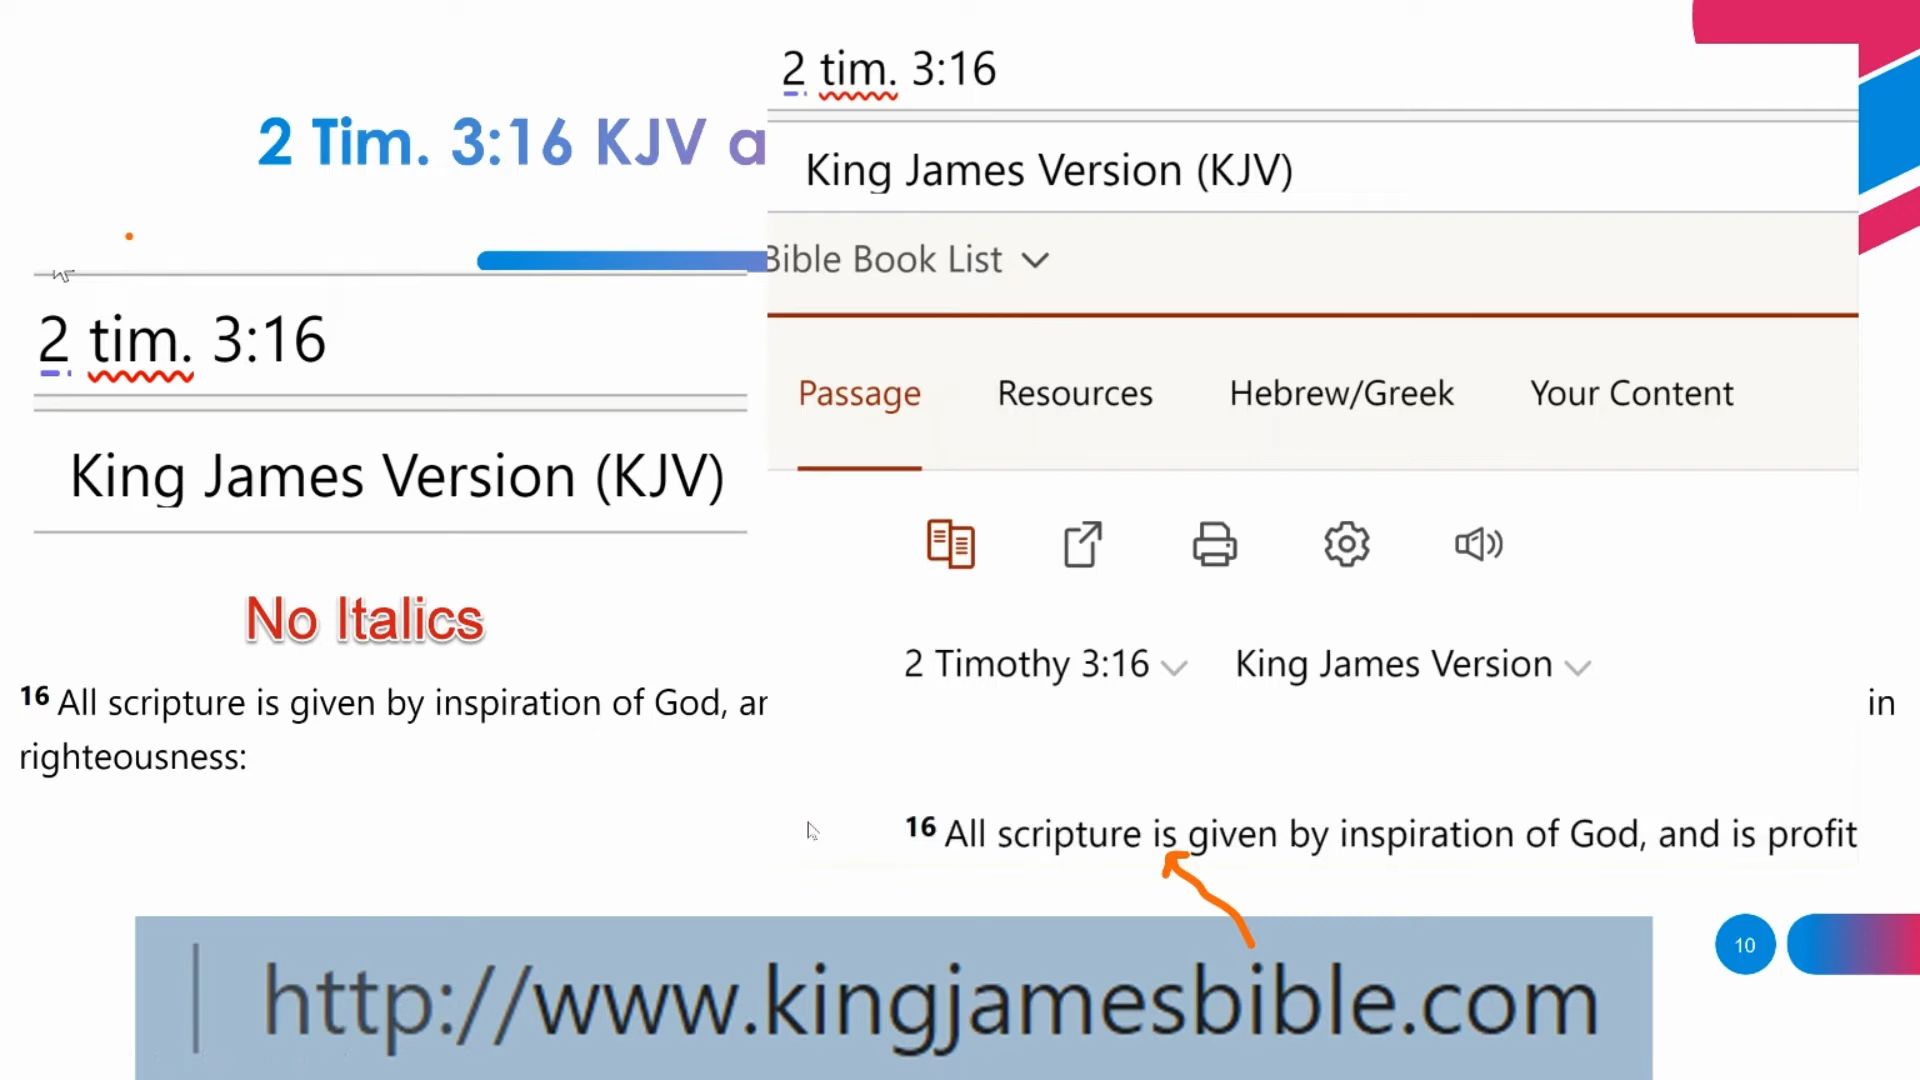 2 Tim. 3:16 KJV a
2 tim. 3:16
King James Version (KJV)
No Italics
16 All scripture is given by inspiration of God, ar
righteousness:
2 tim. 3:16
King James Version (KJV)
Bible Book List
Passage Resources Hebrew/Greek Your Content
2 Timothy 3:16 King James Version
in
16 All scripture is given by inspiration of God, and is profit
http://www.kingjamesbible.com
10